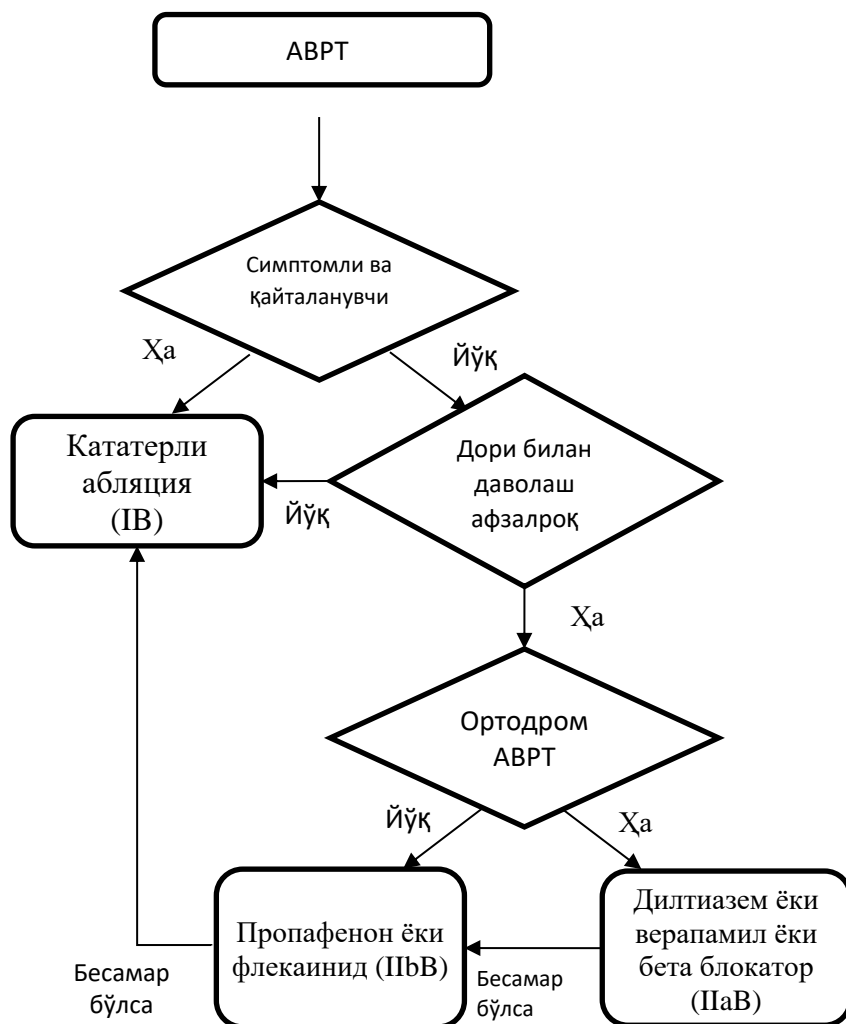 АВРТ
Симптомли ва
қайталанувчи
Ҳа
Йўқ
Кататерли
абляция
(IB)
Йўқ
Дори билан
даволаш
афзалроқ
Ҳа
Ортодром
АВРТ
Йўқ
Ҳа
Пропафенон ёки
флекаинид (IIbB)
Дилтиазем ёки
верапамил ёки
бета блокатор
(IIaB)
Бесамар
бўлса
Бесамар
бўлса